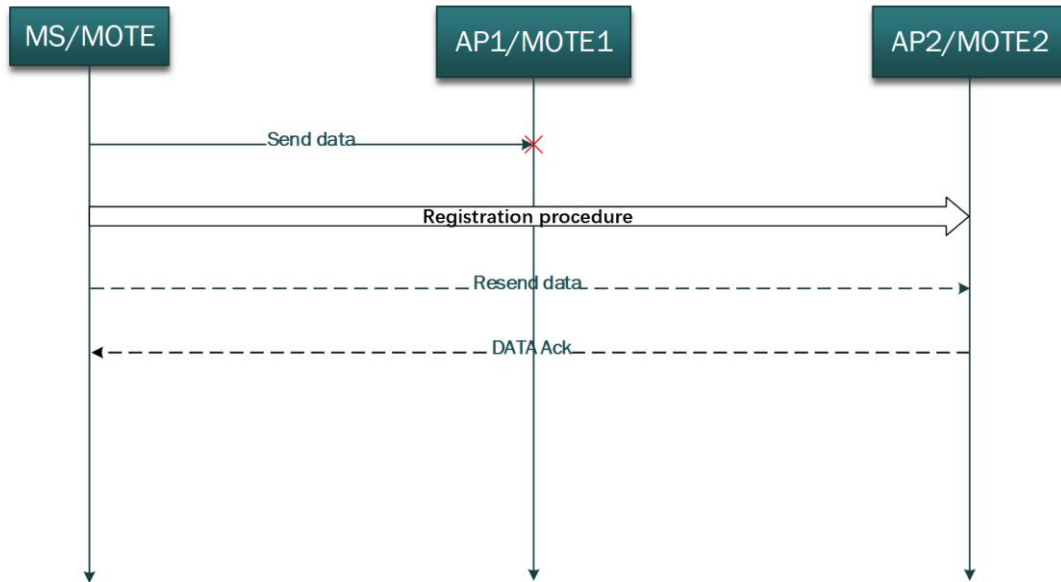 MS/MOTE
AP1/MOTE1
AP2/MOTE2
Send data
Registration procedure
Resend data
DATA Ack